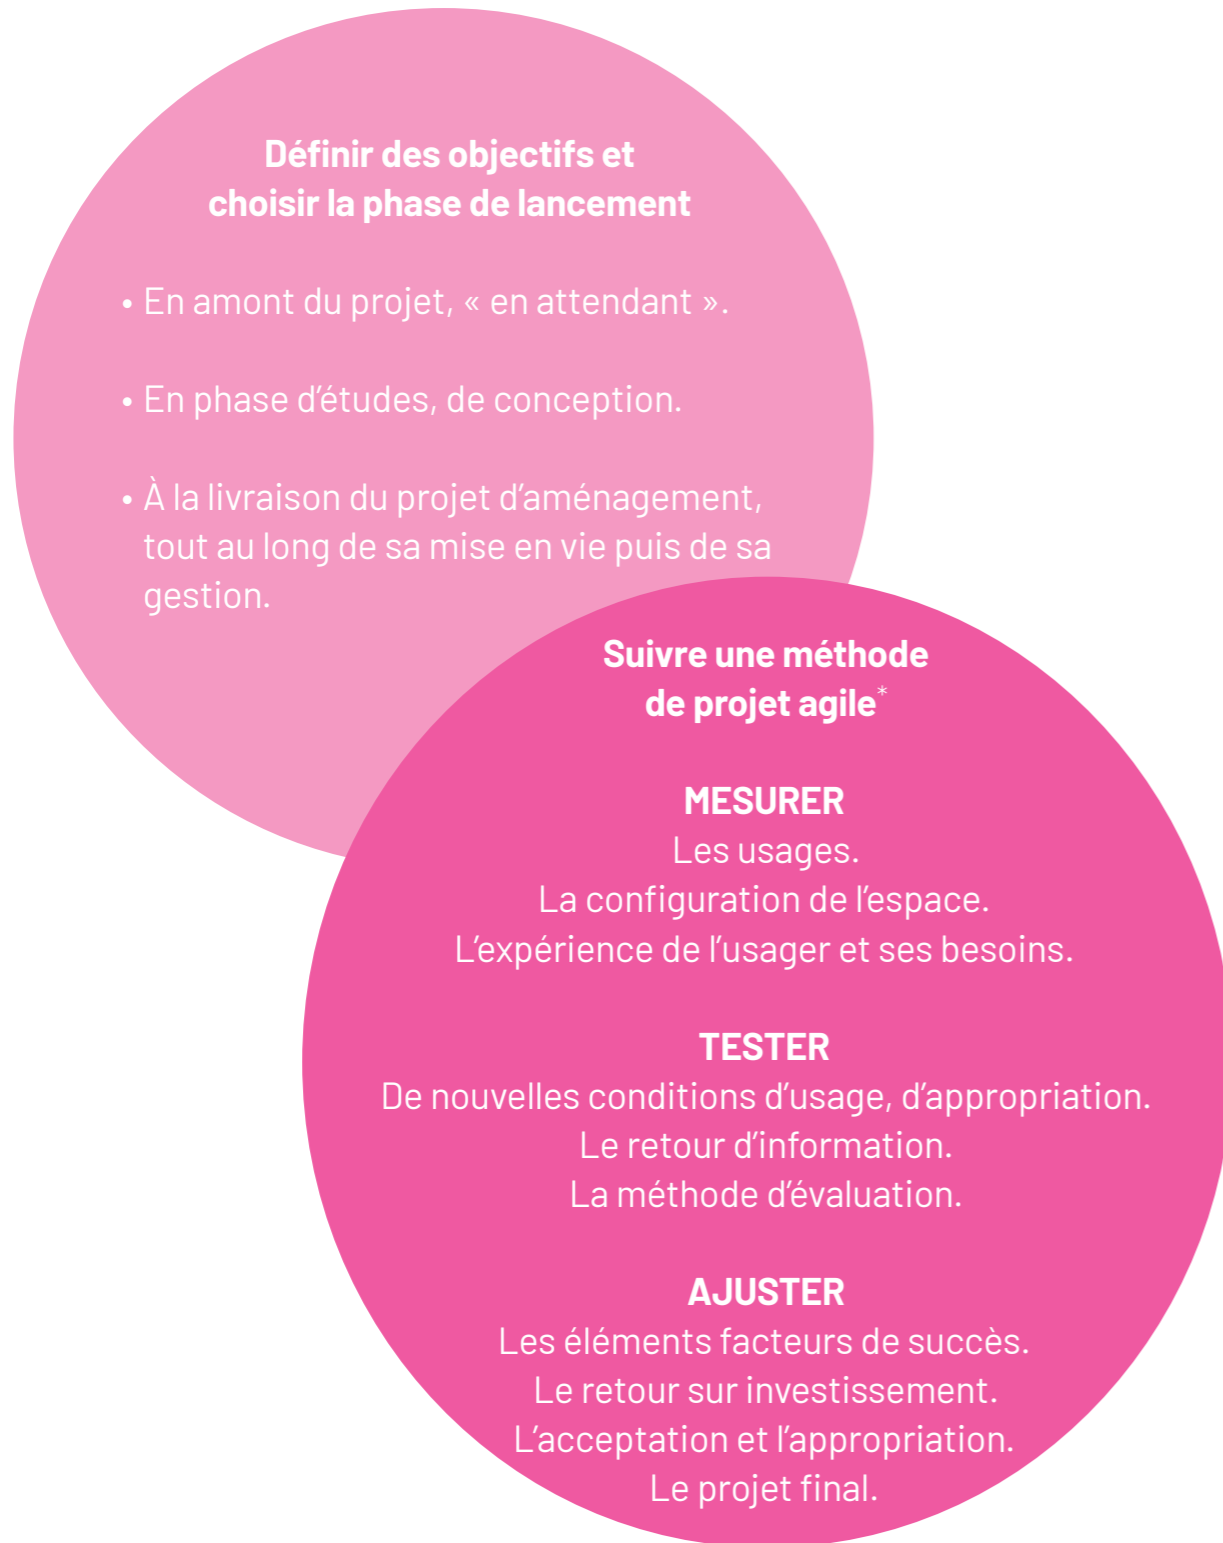 Définir des objectifs et
choisir la phase de lancement
• En amont du projet, « en attendant ».
• En phase d’études, de conception.
• À la livraison du projet d’aménagement,
tout au long de sa mise en vie puis de sa
gestion.
Suivre une méthode
de projet agile*
MESURER
Les usages.
La configuration de l’espace.
L’expérience de l’usager et ses besoins.
TESTER
De nouvelles conditions d’usage, d’appropriation.
Le retour d’information.
La méthode d’évaluation.
AJUSTER
Les éléments facteurs de succès.
Le retour sur investissement.
L’acceptation et l’appropriation.
Le projet final.